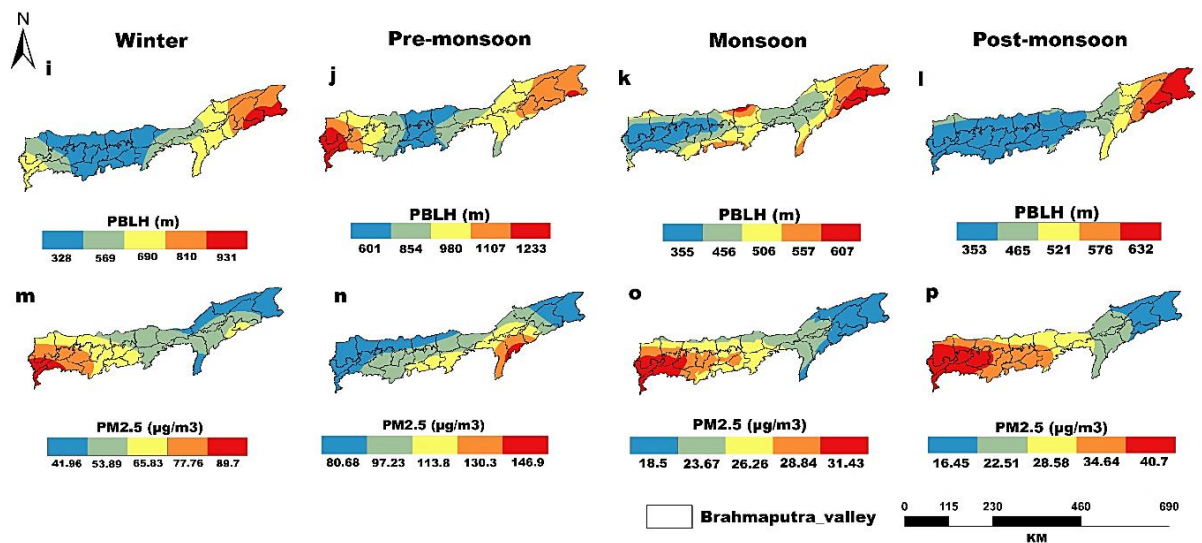 N
Winter Pre-monsoon Monsoon Post-monsoon
i j k l
PBLH (m) PBLH (m) PBLH (m) PBLH (m)
328 569 690 810 931 601 854 980 1107 1233 355 456 506 557 607 353 465 521 576 632
m n o p
PM2.5 (µg/m3) PM2.5 (µg/m3) PM2.5 (µg/m3) PM2.5 (µg/m3)
41.96 53.89 65.83 77.76 89.7 80.68 97.23 113.8 130.3 146.9 18.5 23.67 26.26 28.84 31.43 16.45 22.51 28.58 34.64 40.7
Brahmaputra_valley 0 115 230 460 690
KM